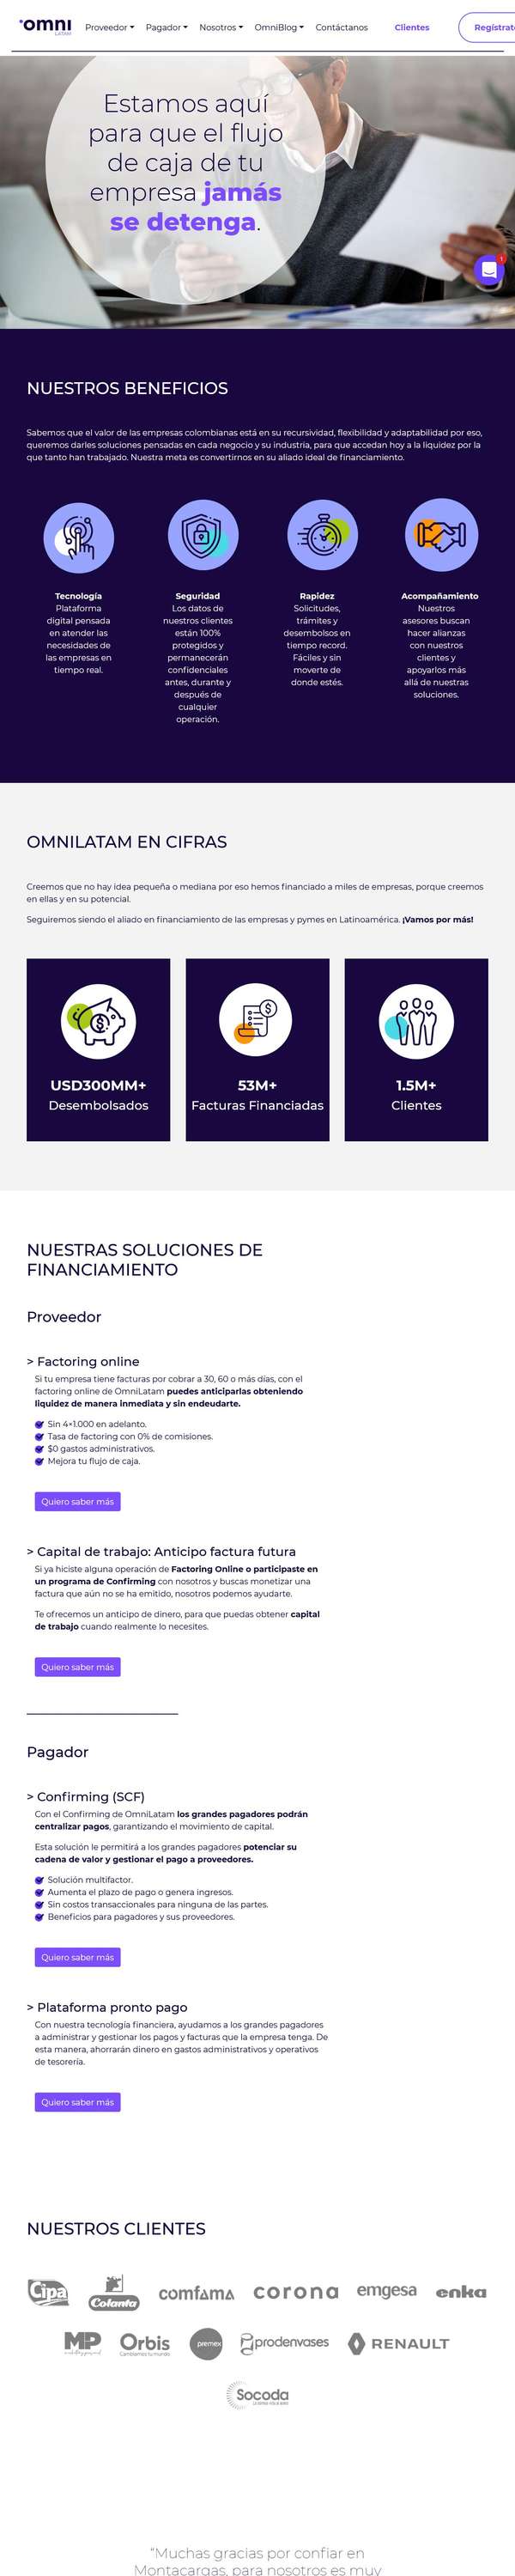 omni
LATAM
Proveedor
Pagador
Nosotros
OmniBlog
Contáctanos
Clientes
Regístrat
Estamos aquí
para que el flujo
de caja de tu
empresa jamás
se detenga.
1
NUESTROS BENEFICIOS
Sabemos que el valor de las empresas colombianas está en su recursividad, flexibilidad y adaptabilidad por eso,
queremos darles soluciones pensadas en cada negocio y su industria, para que accedan hoy a la liquidez por la
que tanto han trabajado. Nuestra meta es convertirnos en su aliado ideal de financiamiento.
Tecnología
Plataforma
digital pensada
en atender las
necesidades de
las empresas en
tiempo real.
Seguridad
Los datos de
nuestros clientes
están 100%
protegidos y
permanecerán
confidenciales
antes, durante y
después de
cualquier
operación.
Rapidez
Solicitudes,
trámites y
desembolsos en
tiempo record.
Fáciles y sin
moverte de
donde estés.
Acompañamiento
Nuestros
asesores buscan
hacer alianzas
con nuestros
clientes y
apoyarlos más
allá de nuestras
soluciones.
OMNILATAM EN CIFRAS
Creemos que no hay idea pequeña o mediana por eso hemos financiado a miles de empresas, porque creemos
en ellas y en su potencial.
Seguiremos siendo el aliado en financiamiento de las empresas y pymes en Latinoamérica. ¡Vamos por más!
USD300MM+
Desembolsados
53M+
Facturas Financiadas
1.5M+
Clientes
NUESTRAS SOLUCIONES DE
FINANCIAMIENTO
Proveedor
> Factoring online
Si tu empresa tiene facturas por cobrar a 30, 60 o más días, con el
factoring online de OmniLatam puedes anticiparlas obteniendo
liquidez de manera inmediata y sin endeudarte.
Sin 4×1.000 en adelanto.
Tasa de factoring con 0% de comisiones.
$0 gastos administrativos.
Mejora tu flujo de caja.
Quiero saber más
> Capital de trabajo: Anticipo factura futura
Si ya hiciste alguna operación de Factoring Online o participaste en
un programa de Confirming con nosotros y buscas monetizar una
factura que aún no se ha emitido, nosotros podemos ayudarte.
Te ofrecemos un anticipo de dinero, para que puedas obtener capital
de trabajo cuando realmente lo necesites.
Quiero saber más
Pagador
> Confirming (SCF)
Con el Confirming de OmniLatam los grandes pagadores podrán
centralizar pagos, garantizando el movimiento de capital.
Esta solución le permitirá a los grandes pagadores potenciar su
cadena de valor y gestionar el pago a proveedores.
Solución multifactor.
Aumenta el plazo de pago o genera ingresos.
Sin costos transaccionales para ninguna de las partes.
Beneficios para pagadores y sus proveedores.
Quiero saber más
> Plataforma pronto pago
Con nuestra tecnología financiera, ayudamos a los grandes pagadores
a administrar y gestionar los pagos y facturas que la empresa tenga. De
esta manera, ahorrarán dinero en gastos administrativos y operativos
de tesorería.
Quiero saber más
NUESTROS CLIENTES
Cipa
Colanta
comfama
corona
emgesa
enka
MP
Orbis
Cambiamos tu mundo
premex
prodenvases
RENAULT
Socoda
"Muchas gracias por confiar en
Montacargas, para nosotros es muy